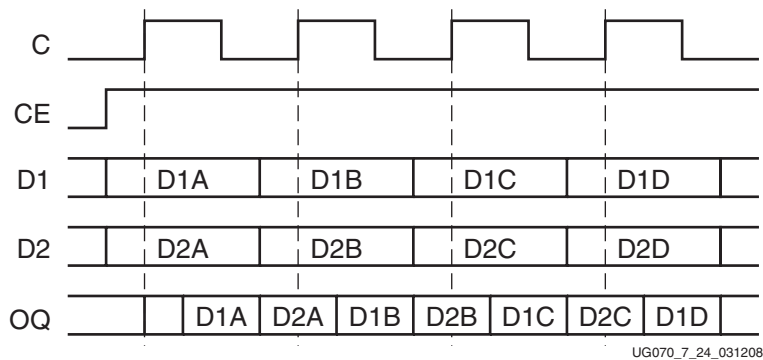 C
CE
D1 D1A D1B D1C D1D
D2 D2A D2B D2C D2D
OQ D1A D2A D1B D2B D1C D2C D1D
UG070_7_24_031208